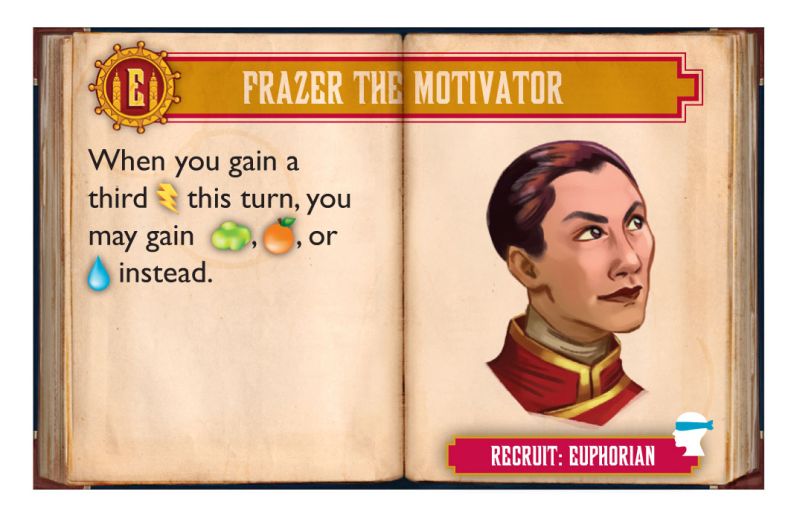 E
FRAZER THE MOTIVATOR
When you gain a
third this turn, you
may gain , , or
instead.
RECRUIT: EUPHORIAN